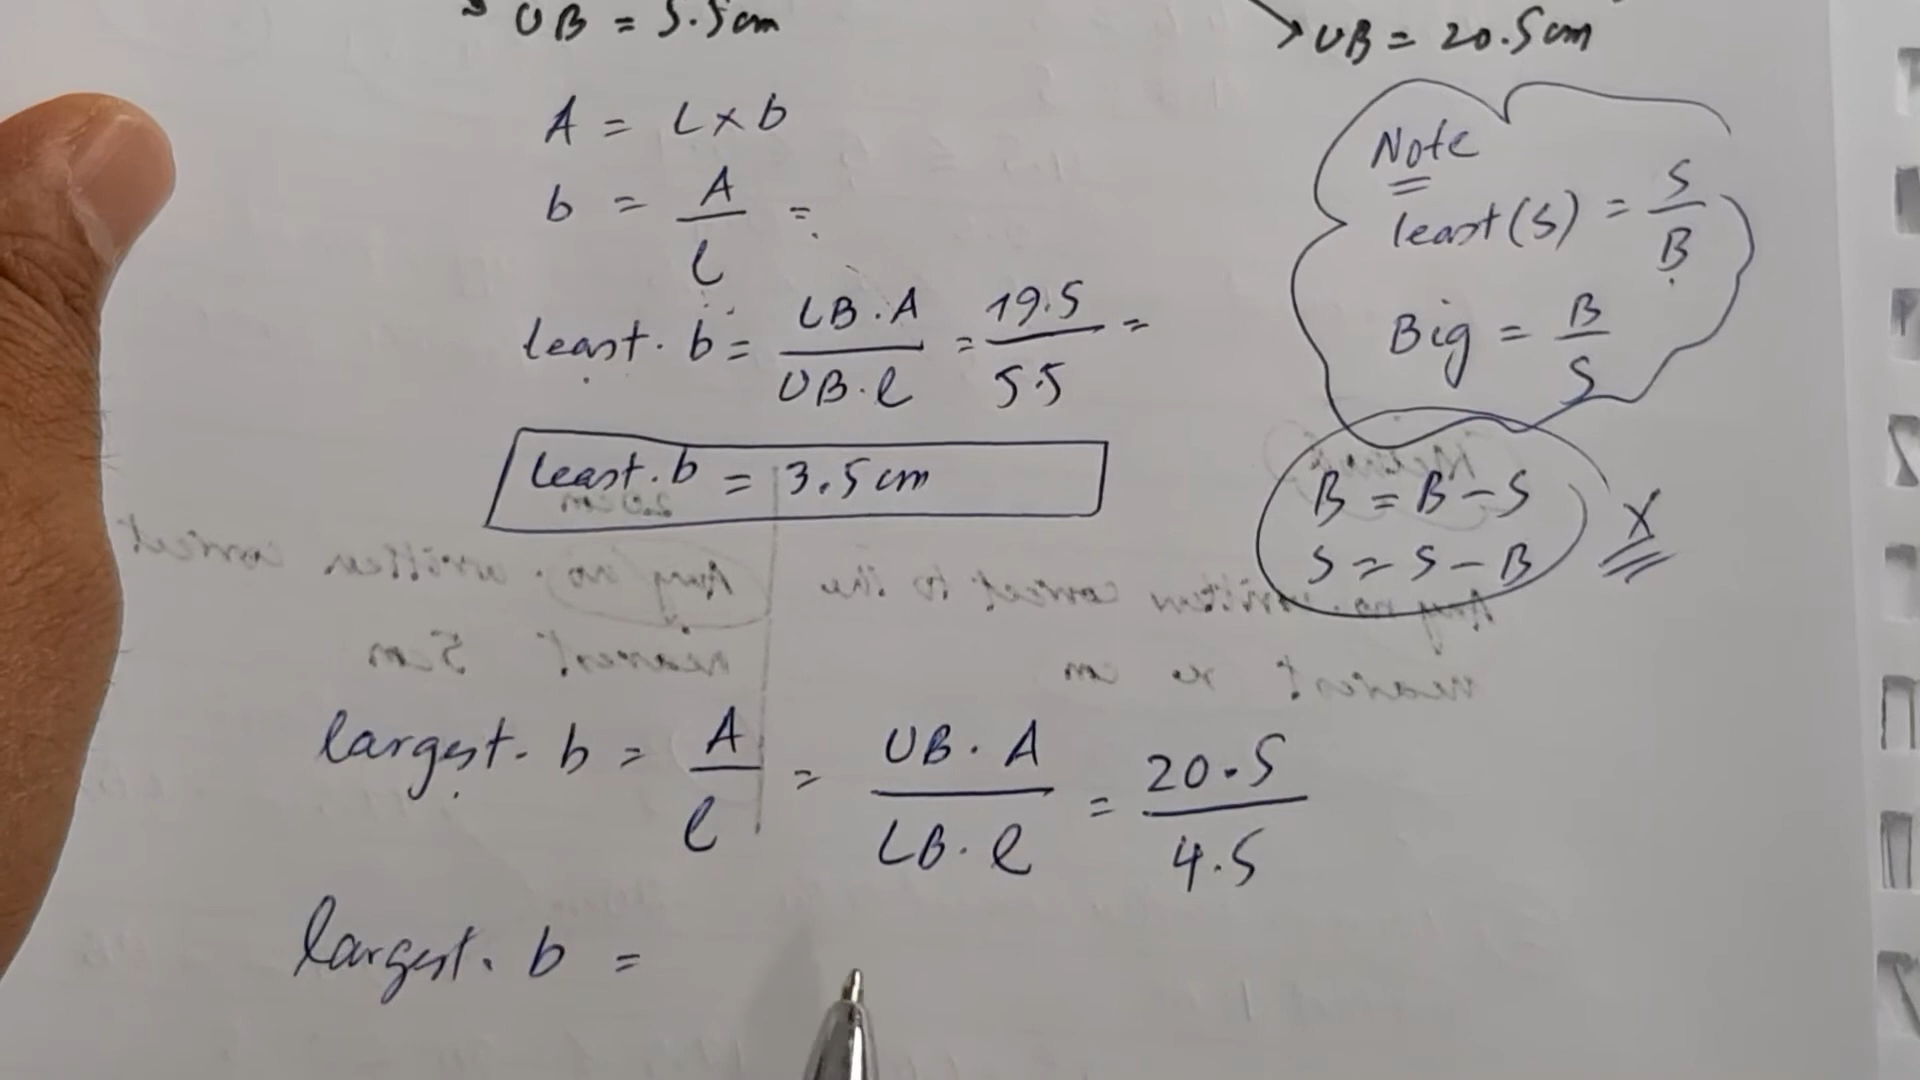 UB = 5.5cm
UB = 20.5cm
A = L×b
b = A/l =
least. b = LB.A/UB.l = 19.5/5.5 =
least.b = 3.5cm
Note
least(S) = S/B
Big = B/S
B = B-S
S = S-B
X
largest. b = A/l = UB.A/LB.l = 20.5/4.5
largest. b =